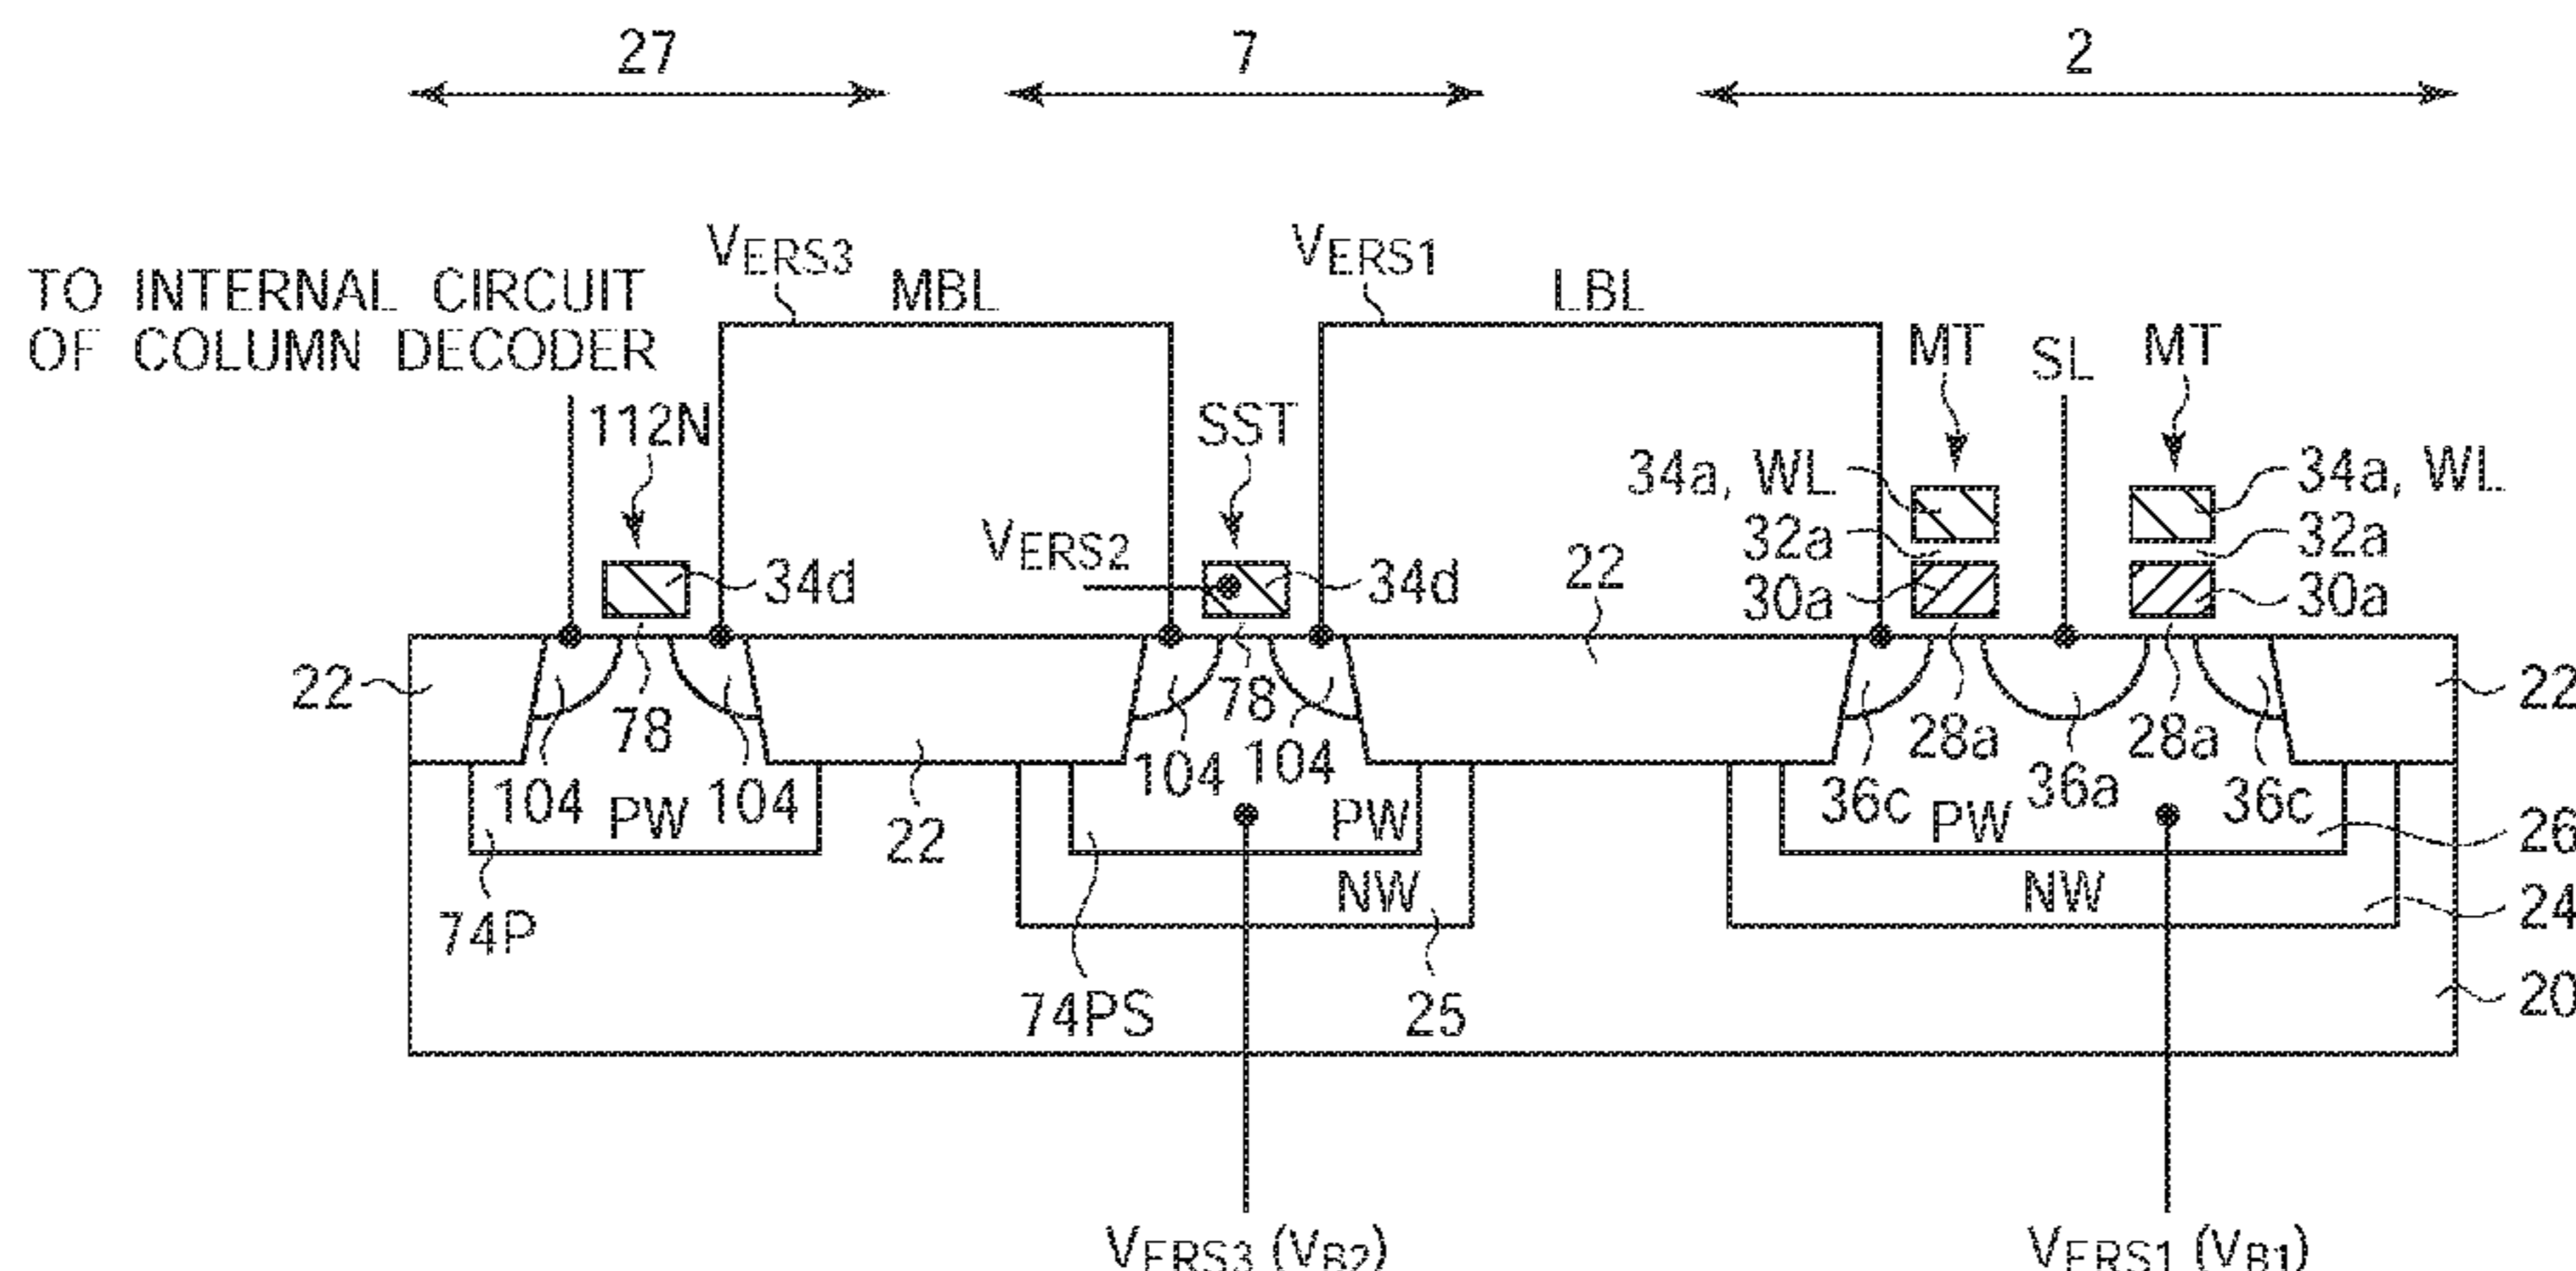 27
7
2
VERS3
MBL
VERS1
LBL
TO INTERNAL CIRCUIT
OF COLUMN DECODER
112N
SST
MT
SL
MT
34a, WL
34a, WL
VERS2
34d
34d
22
32a
32a
30a
30a
22
104
78
104
22
104
78
104
36c
28a
36a
28a
36c
22
PW
PW
PW
26
74P
NW
NW
24
74PS
25
20
VERS3 (VB2)
VERS1 (VB1)